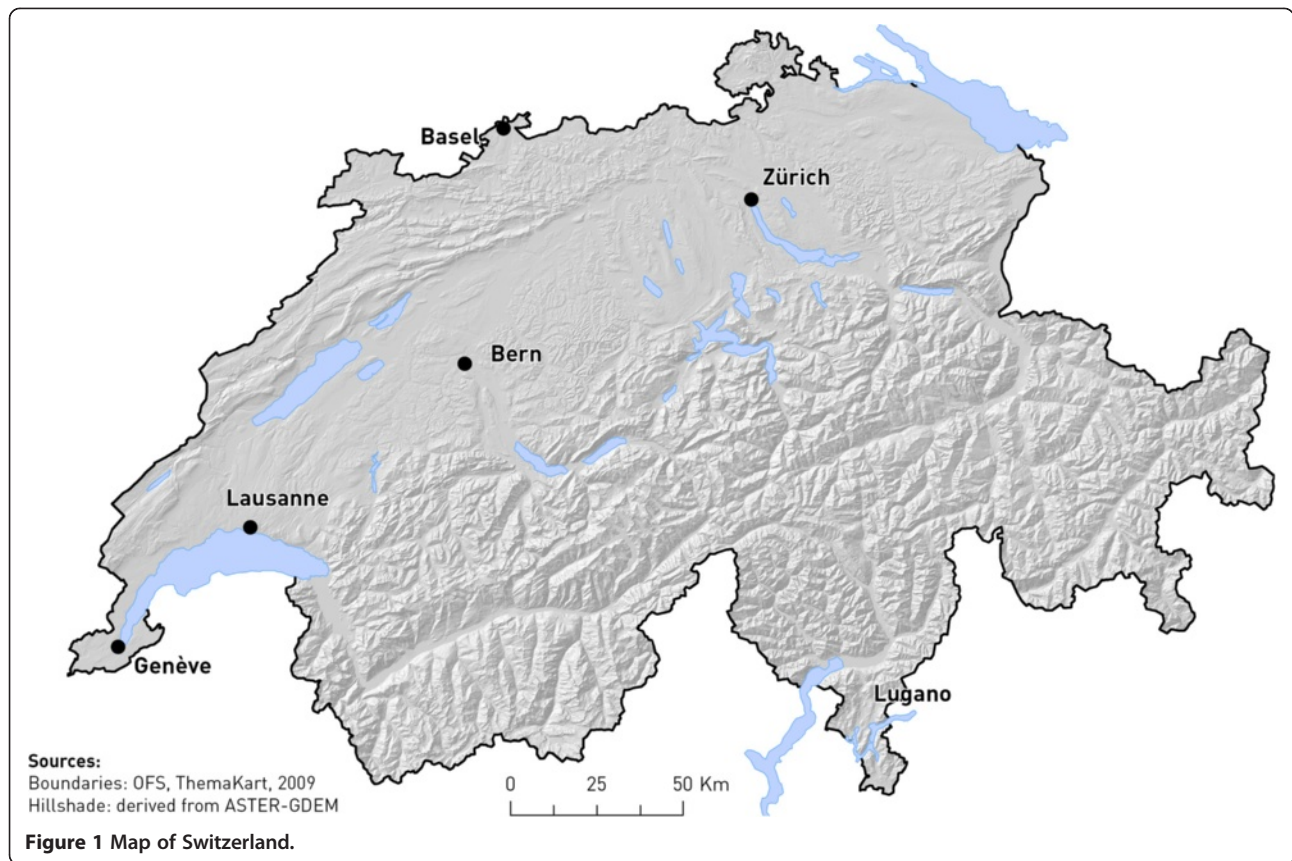 Basel
Zürich
Bern
Lausanne
Genève
Lugano
Sources:
Boundaries: OFS, ThemaKart, 2009
Hillshade: derived from ASTER-GDEM
0 25 50 Km
Figure 1 Map of Switzerland.